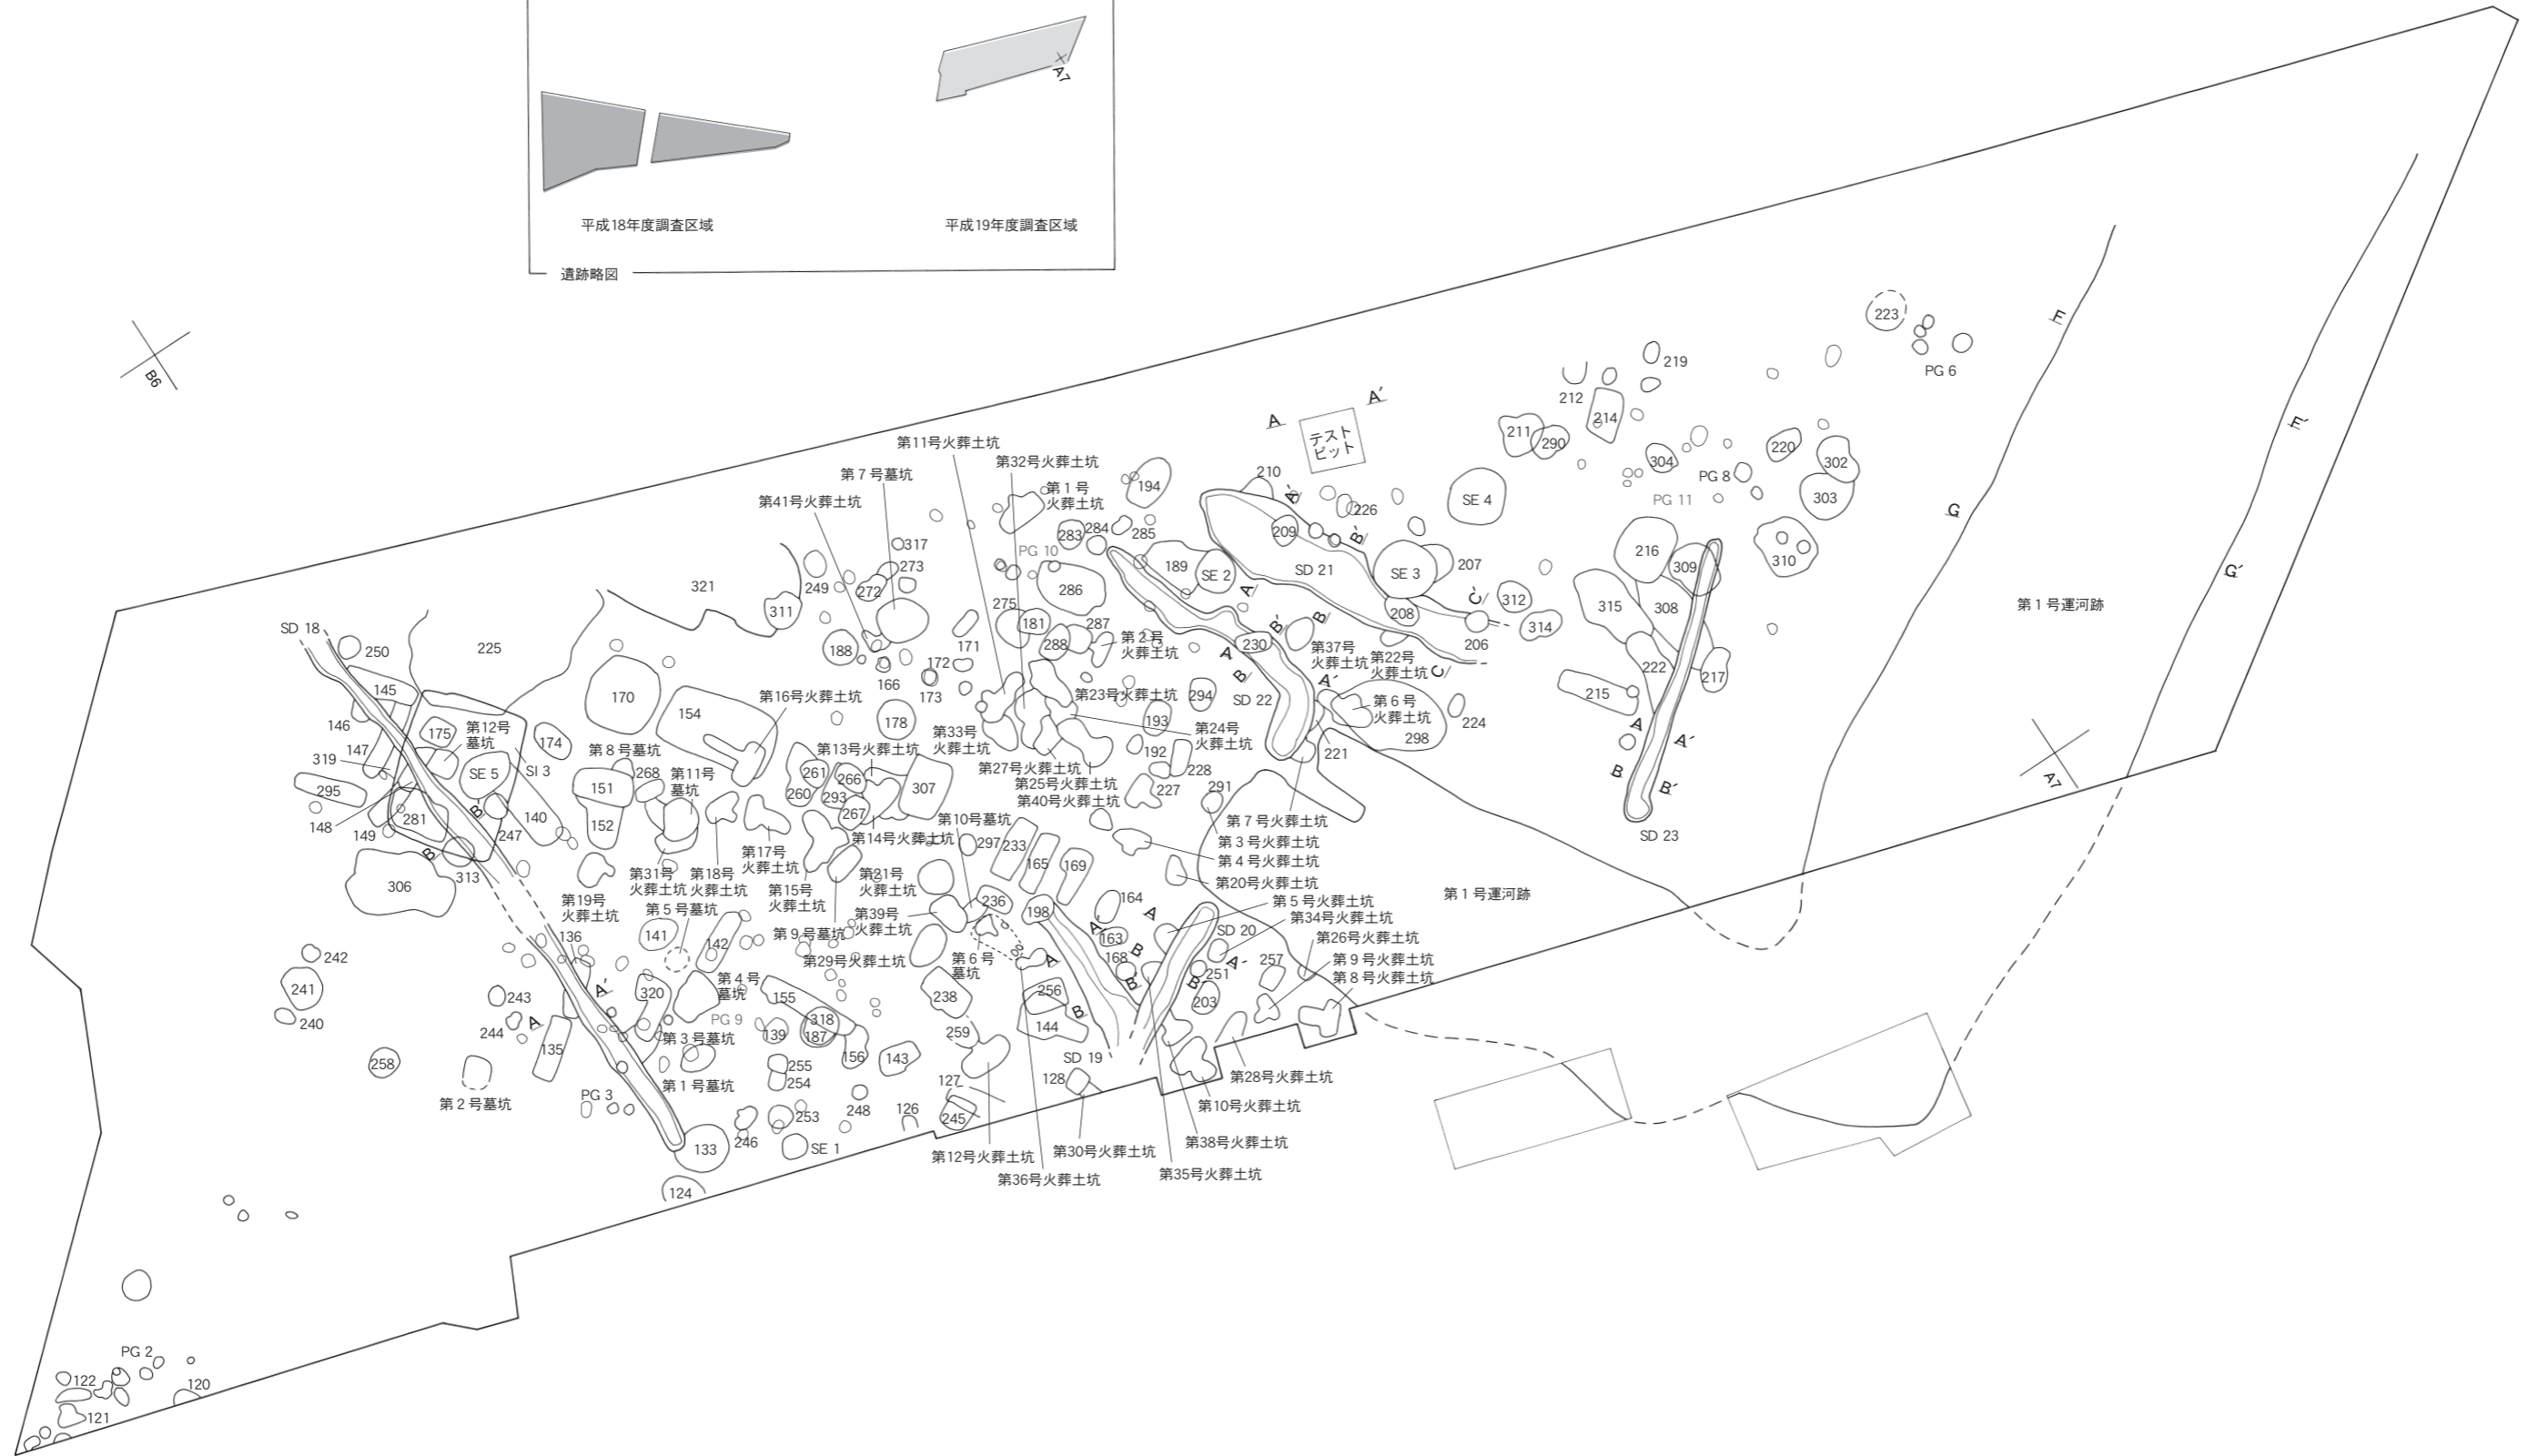 A7
平成18年度調査区域
平成19年度調査区域
遺跡略図
B6
223
PG 6
F
F´
219
212
214
211
290
304
220
302
PG 8
303
PG 11
G
G´
A
A´
テスト
ピット
第11号火葬土坑
第32号火葬土坑
第７号墓坑
第１号
火葬土坑
第41号火葬土坑
194
210
A´
SE 4
226
209
B´
283
284
285
317
PG 10
273
249
272
286
189
SE 2
SD 21
SE 3
207
216
309
310
321
311
275
181
A
208
C´
312
315
308
第１号運河跡
SD 18
250
225
188
171
288
287
第２号
火葬土坑
230
B´
B
第37号
火葬土坑
第22号
火葬土坑
206
314
172
166
173
A
B
C
222
217
145
170
154
第16号火葬土坑
178
第23号火葬土坑
294
SD 22
A´
第６号
火葬土坑
298
224
215
146
175
第12号
墓坑
174
第33号
火葬土坑
193
第24号
火葬土坑
221
A
A´
147
319
SE 5
SI 3
第８号墓坑
第13号火葬土坑
192
第27号火葬土坑
228
B
B´
A7
295
151
268
第11号
墓坑
261
266
260
293
307
第25号火葬土坑
227
291
第40号火葬土坑
148
281
B´
140
152
267
149
247
第10号墓坑
第７号火葬土坑
SD 23
B
第14号火葬土坑
297
233
第３号火葬土坑
第17号
火葬土坑
165
169
第４号火葬土坑
306
313
第31号
火葬土坑
第18号
火葬土坑
第15号
火葬土坑
第21号
火葬土坑
第20号火葬土坑
第１号運河跡
第19号
火葬土坑
第５号墓坑
236
198
164
A
第５号火葬土坑
第39号
火葬土坑
第34号火葬土坑
136
141
142
第９号墓坑
A´
163
SD 20
第26号火葬土坑
242
第29号火葬土坑
第６号
墓坑
A
B
168
A´
257
第９号火葬土坑
B´
B´
251
第８号火葬土坑
241
243
A´
320
第４号
墓坑
155
238
256
203
240
244
A
PG 9
318
B
139
187
259
144
第３号墓坑
258
135
156
143
SD 19
255
第１号墓坑
254
127
128
第28号火葬土坑
第２号墓坑
PG 3
253
248
126
245
第10号火葬土坑
133
246
SE 1
第12号火葬土坑
第30号火葬土坑
第38号火葬土坑
第36号火葬土坑
第35号火葬土坑
124
PG 2
122
120
121